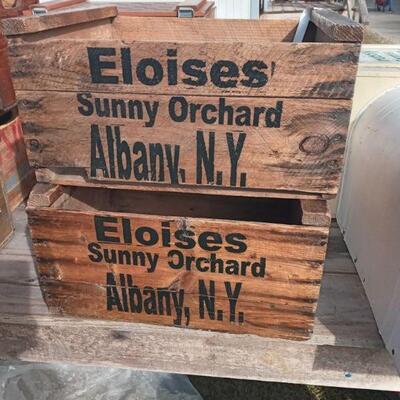 Eloises'
Sunny Orchard
Albany, N.Y.
Eloises
Sunny Orchard
Albany, N.Y.